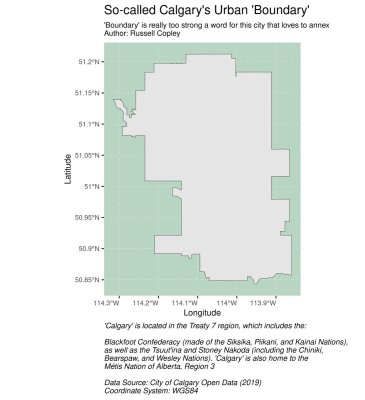 So-called Calgary's Urban 'Boundary'
'Boundary' is really too strong a word for this city that loves to annex
Author: Russell Copley
51.2°N
51.15°N
51.1°N
51.05°N
51°N
50.95°N
50.9°N
50.85°N
Latitude
114.3°W 114.2°W 114.1°W 114°W 113.9°W
Longitude
'Calgary' is located in the Treaty 7 region, which includes the:
Blackfoot Confederacy (made of the Siksika, Piikani, and Kainai Nations),
as well as the Tsuut'ina and Stoney Nakoda (including the Chiniki,
Bearspaw, and Wesley Nations). 'Calgary' is also home to the
Métis Nation of Alberta, Region 3
Data Source: City of Calgary Open Data (2019)
Coordinate System: WGS84